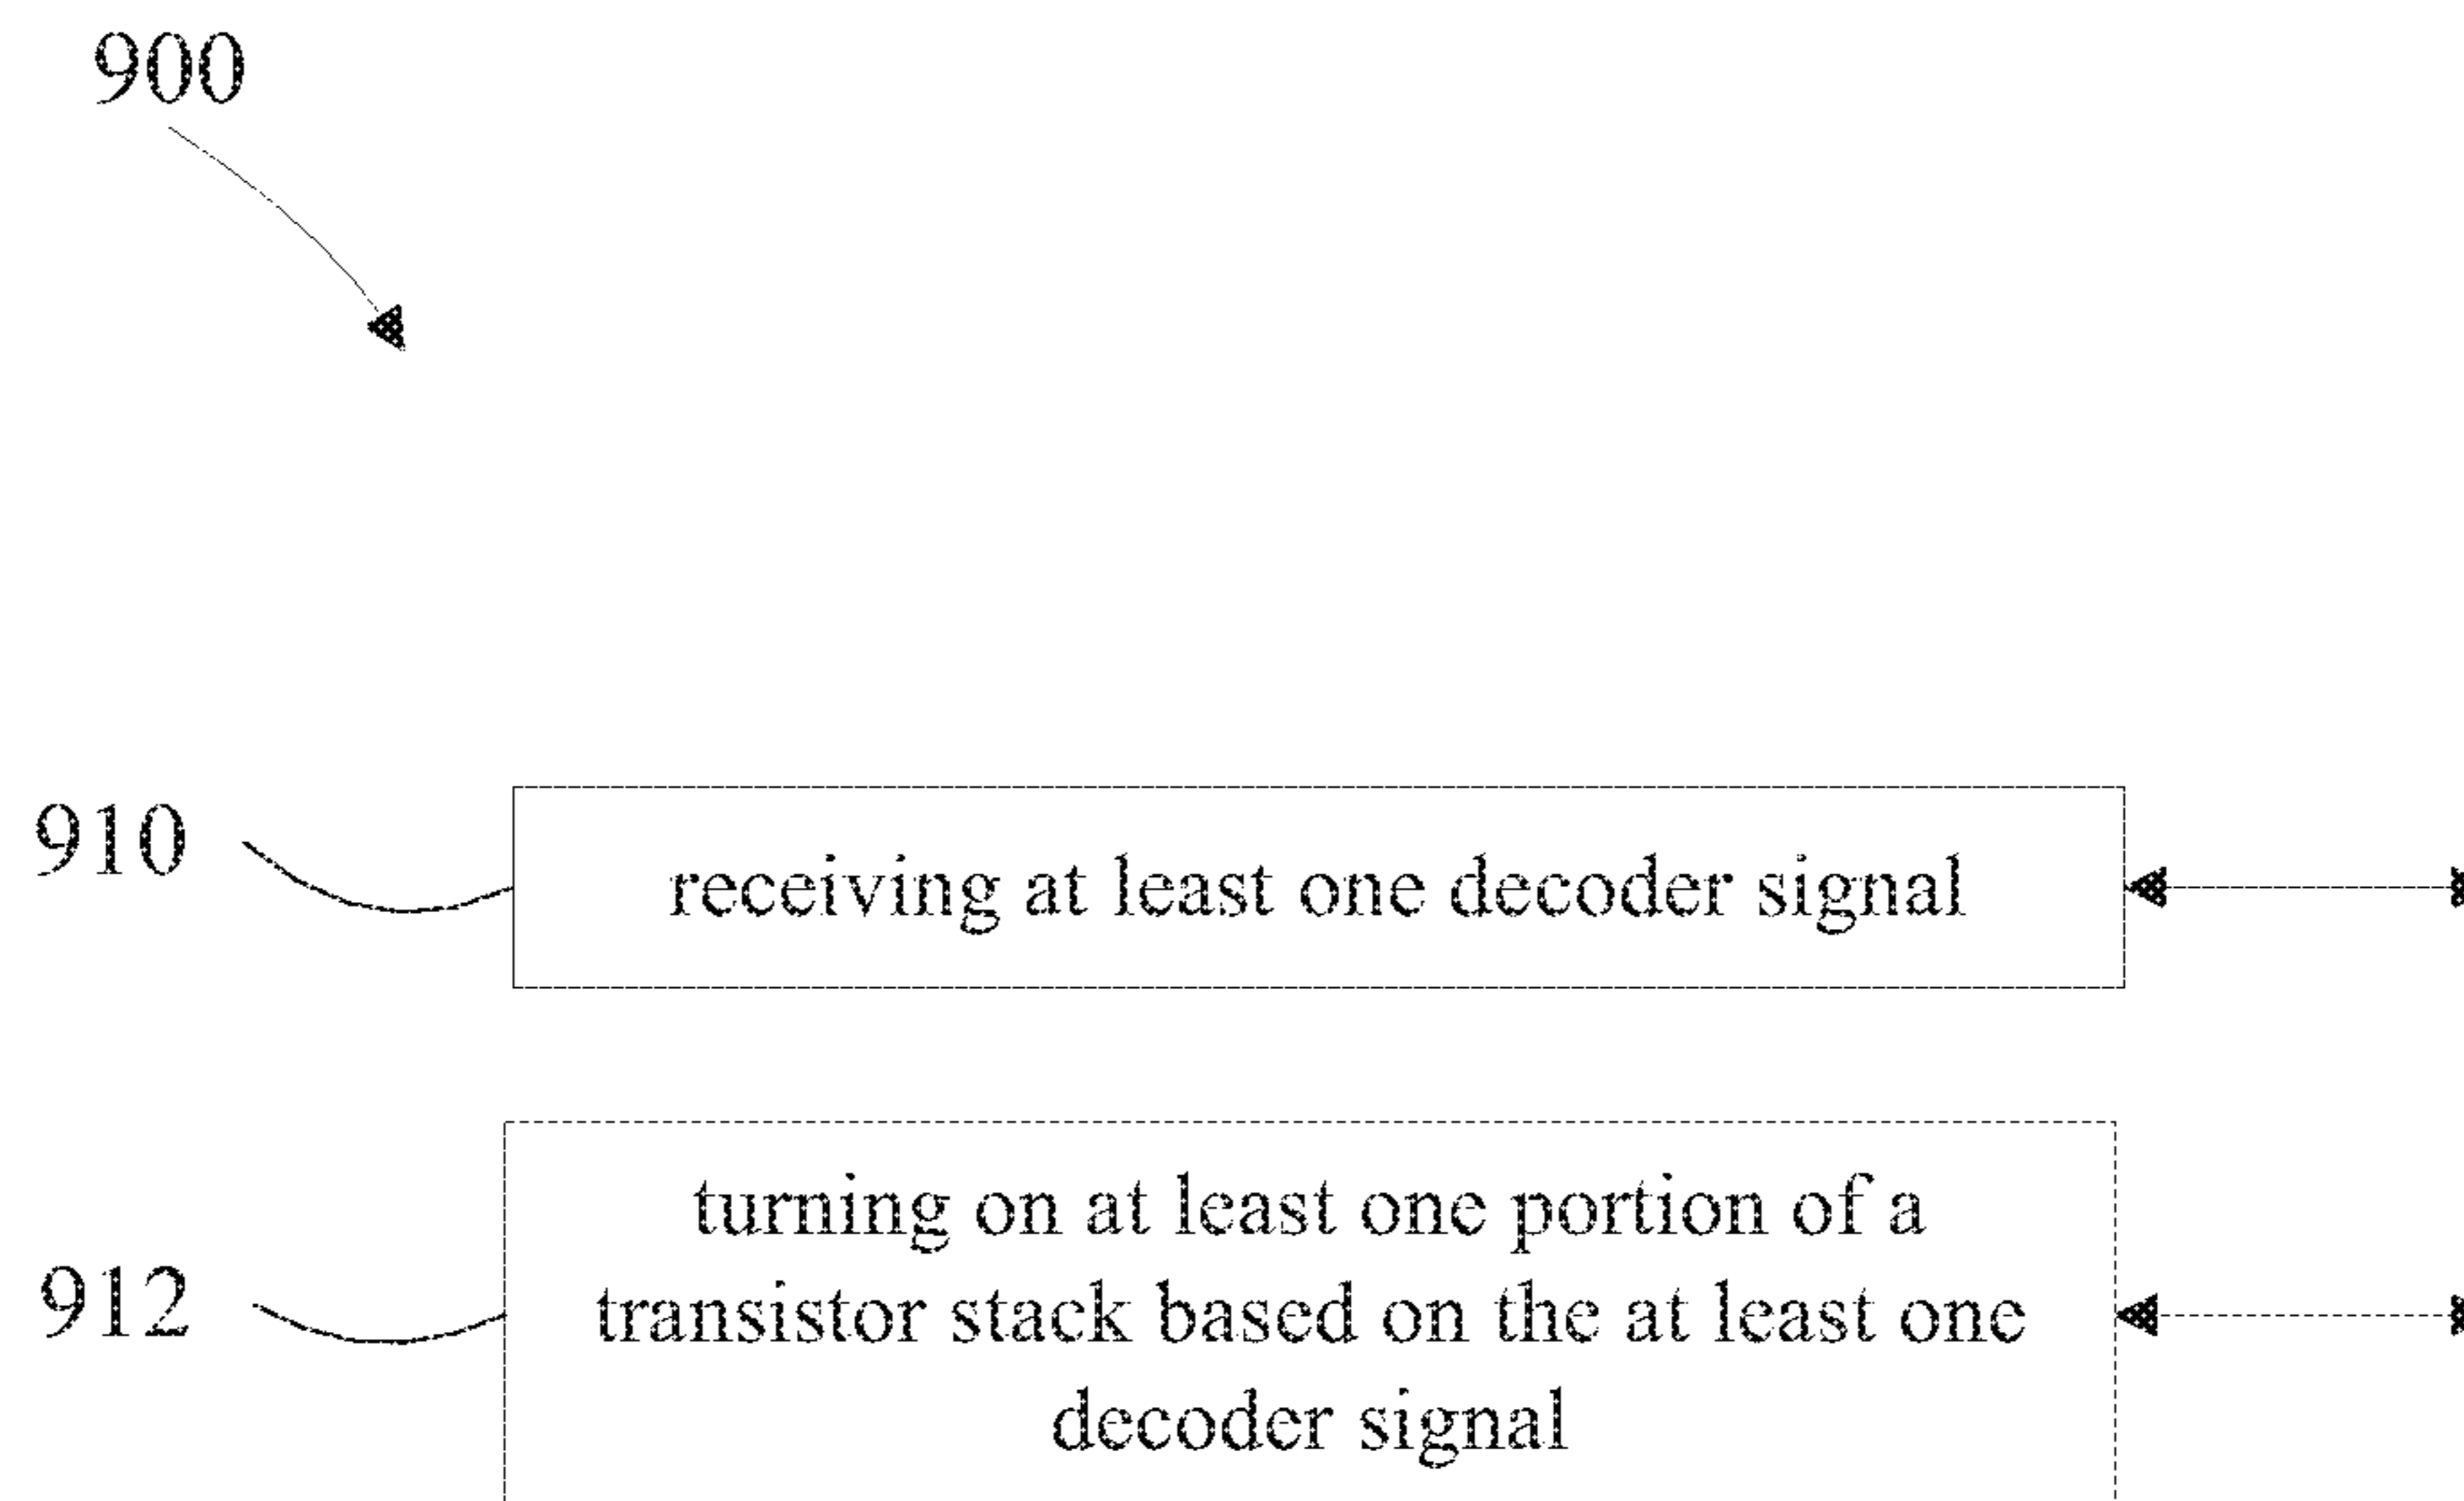 900
910
receiving at least one decoder signal
turning on at least one portion of a
912
transistor stack based on the at least one
decoder signal